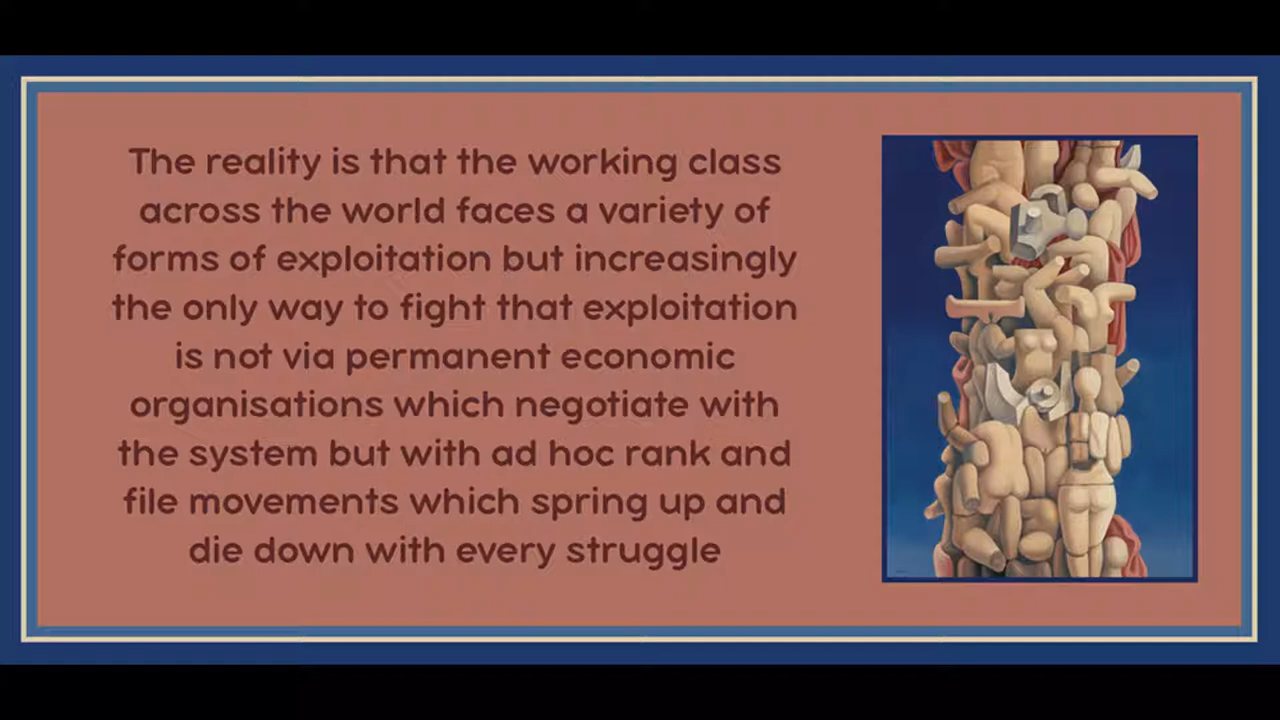 The reality is that the working class
across the world faces a variety of
forms of exploitation but increasingly
the only way to fight that exploitation
is not via permanent economic
organisations which negotiate with
the system but with ad hoc rank and
file movements which spring up and
die down with every struggle